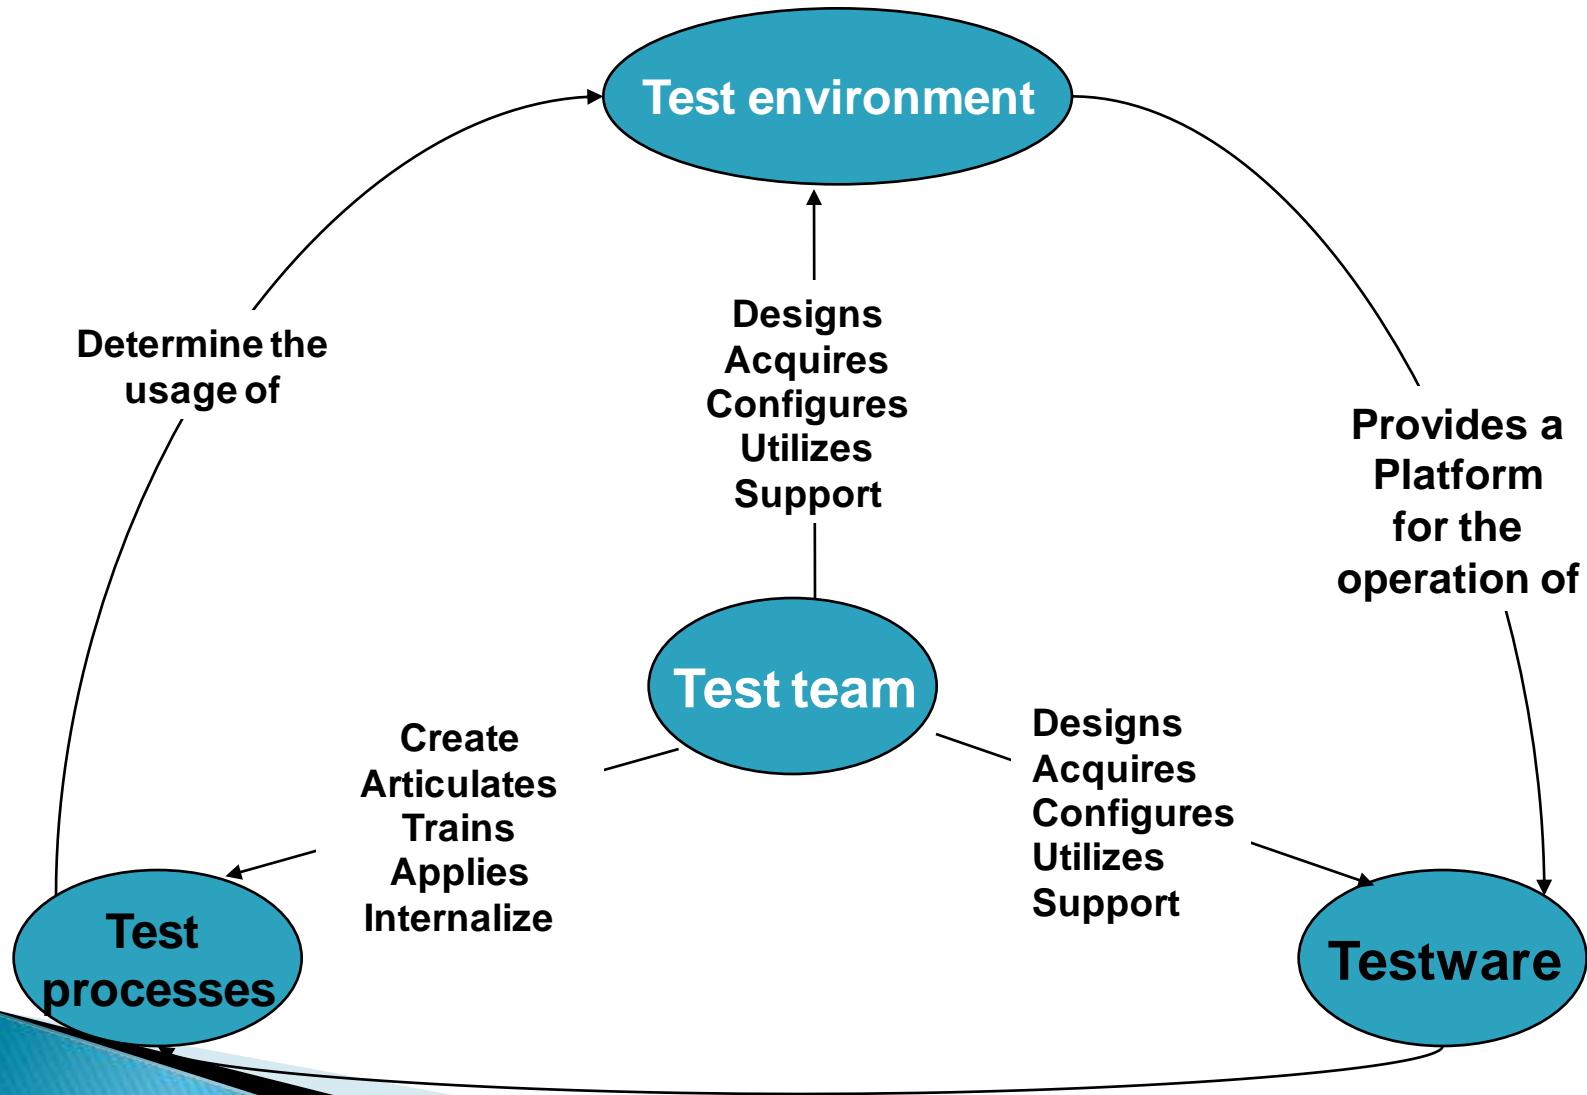 Test environment
Determine the
usage of
Designs
Acquires
Configures
Utilizes
Support
Provides a
Platform
for the
operation of
Test team
Create
Articulates
Trains
Applies
Internalize
Designs
Acquires
Configures
Utilizes
Support
Test
processes
Testware